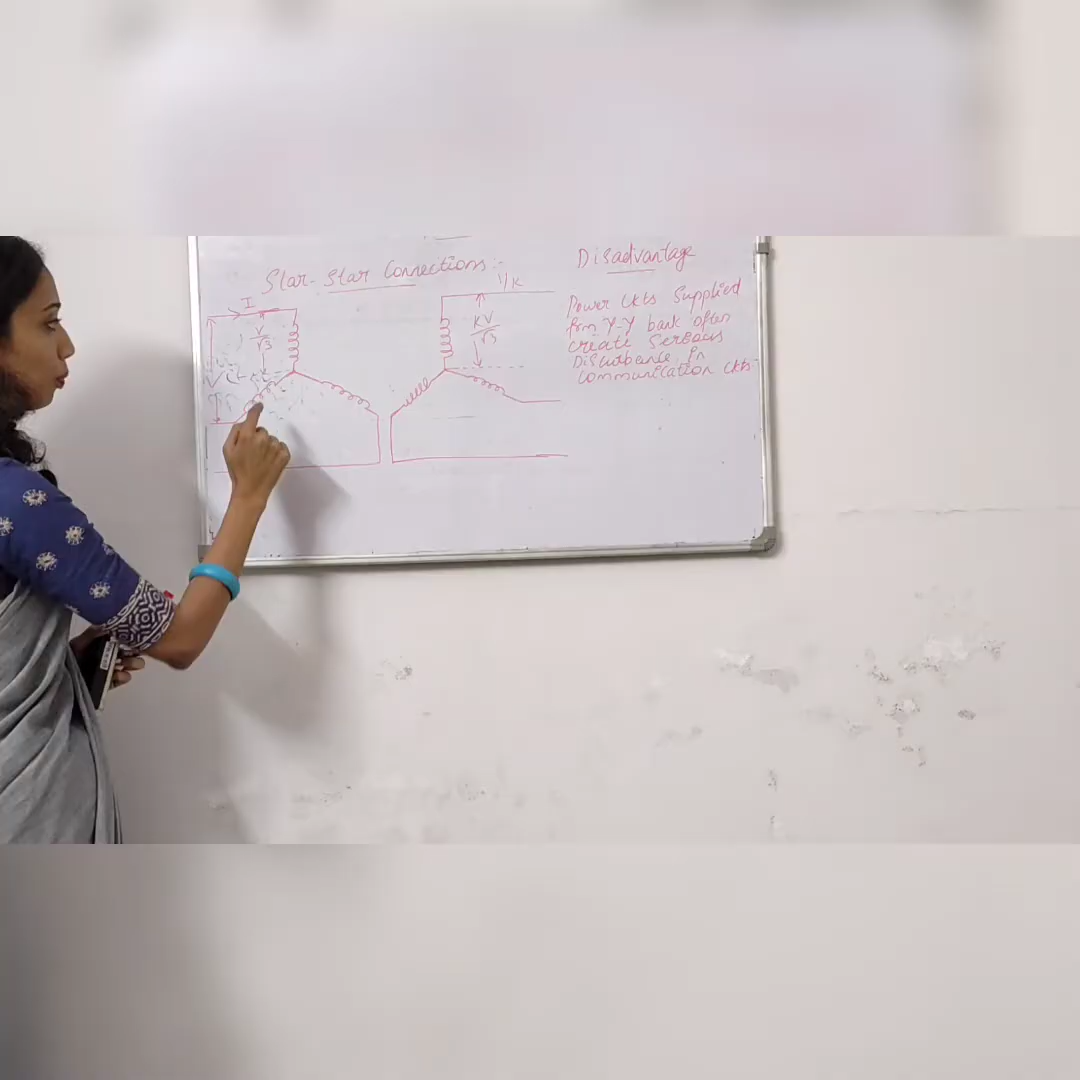 Star-Star Connections:-
I
V/√3
V
1/K
KV/√3
Disadvantage
Power Ckts Supplied
from Y-Y bank often
create Serious
Disturbance in
Communication Ckts.